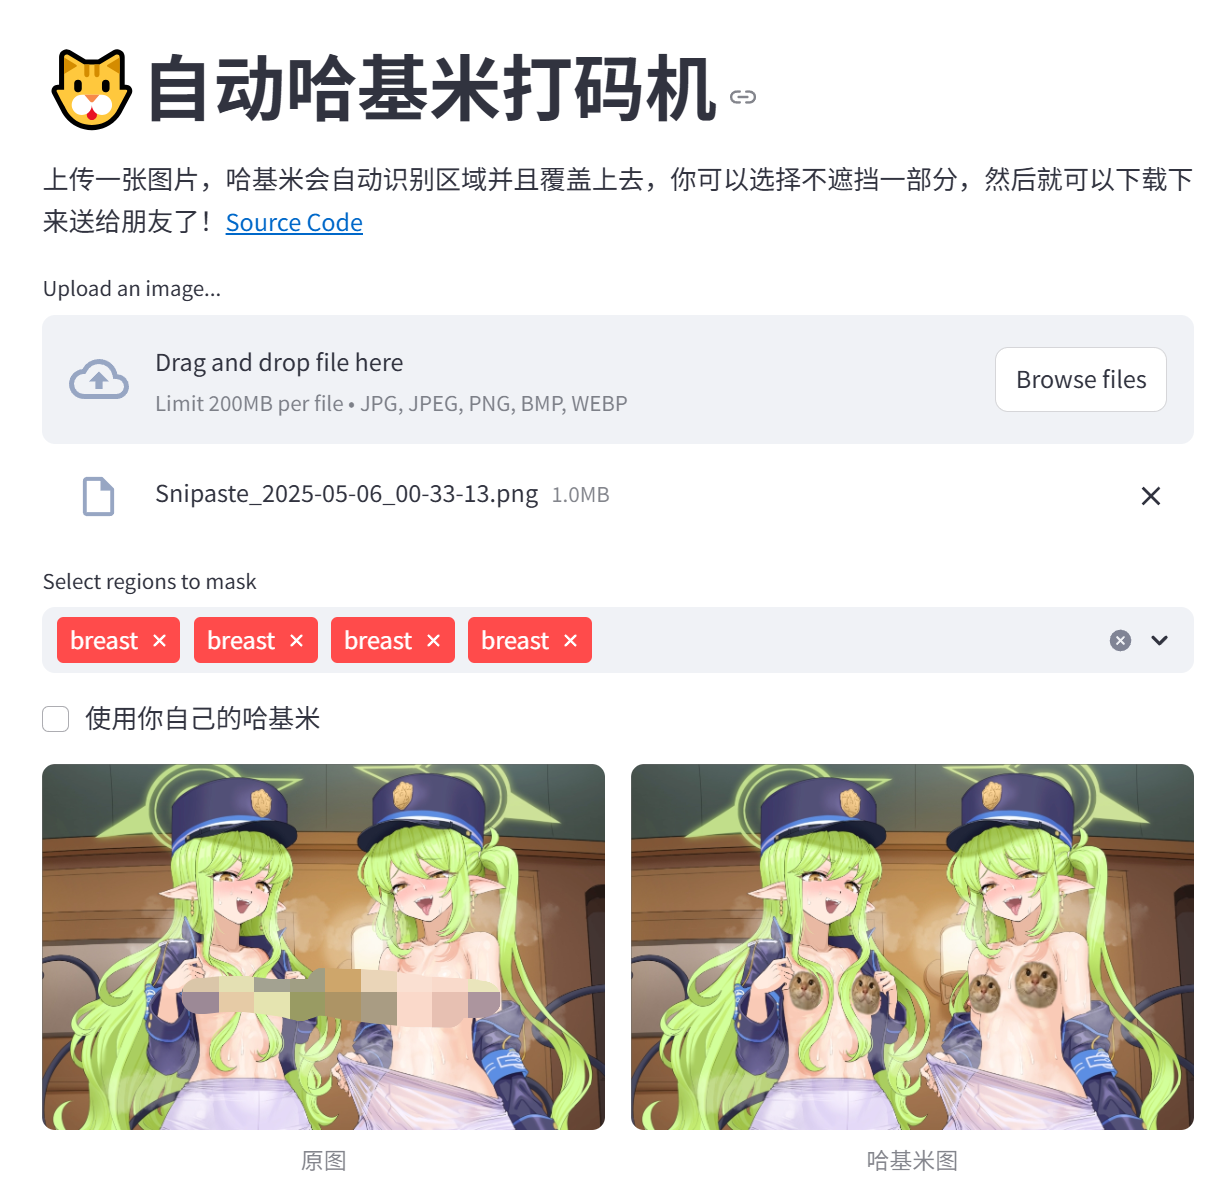 自动哈基米打码机
上传一张图片，哈基米会自动识别区域并且覆盖上去，你可以选择不遮挡一部分，然后就可以下载下
来送给朋友了！Source Code
Upload an image...
Drag and drop file here
Limit 200MB per file • JPG, JPEG, PNG, BMP, WEBP
Browse files
Snipaste_2025-05-06_00-33-13.png 1.0MB
Select regions to mask
breast breast breast breast
使用你自己的哈基米
原图 哈基米图